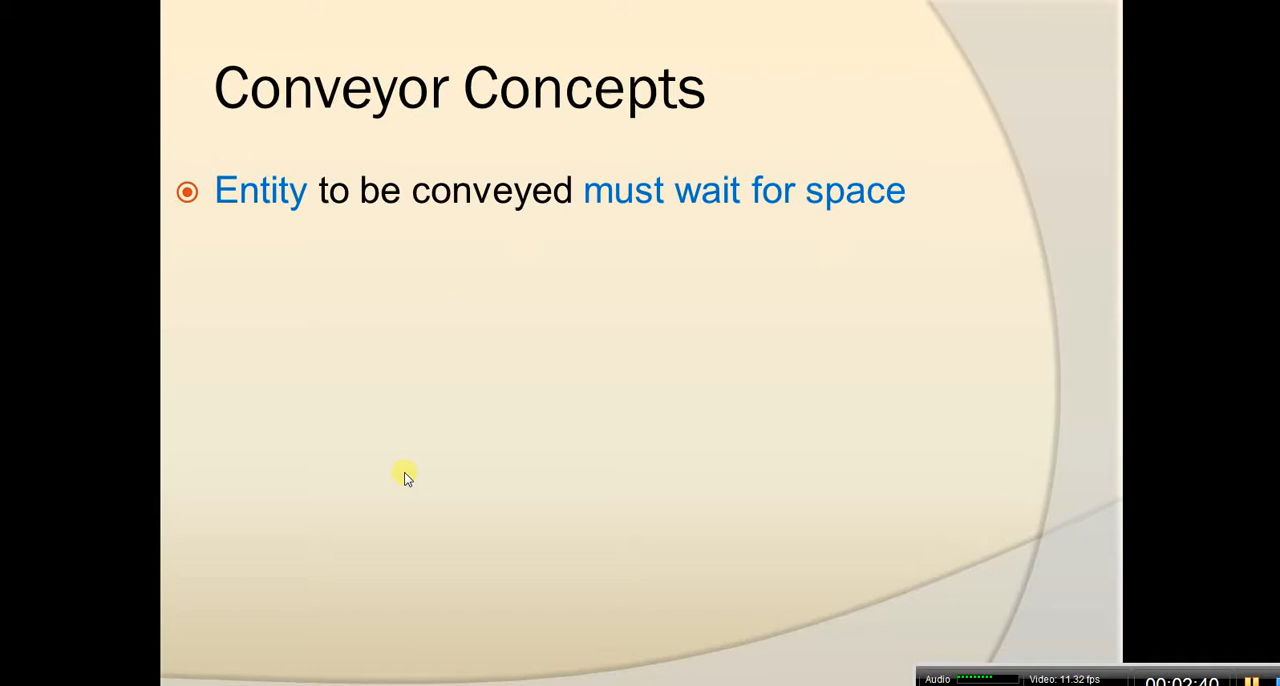 Conveyor Concepts
Entity to be conveyed must wait for space
Audio
Video: 11.32 fps
00:02:40